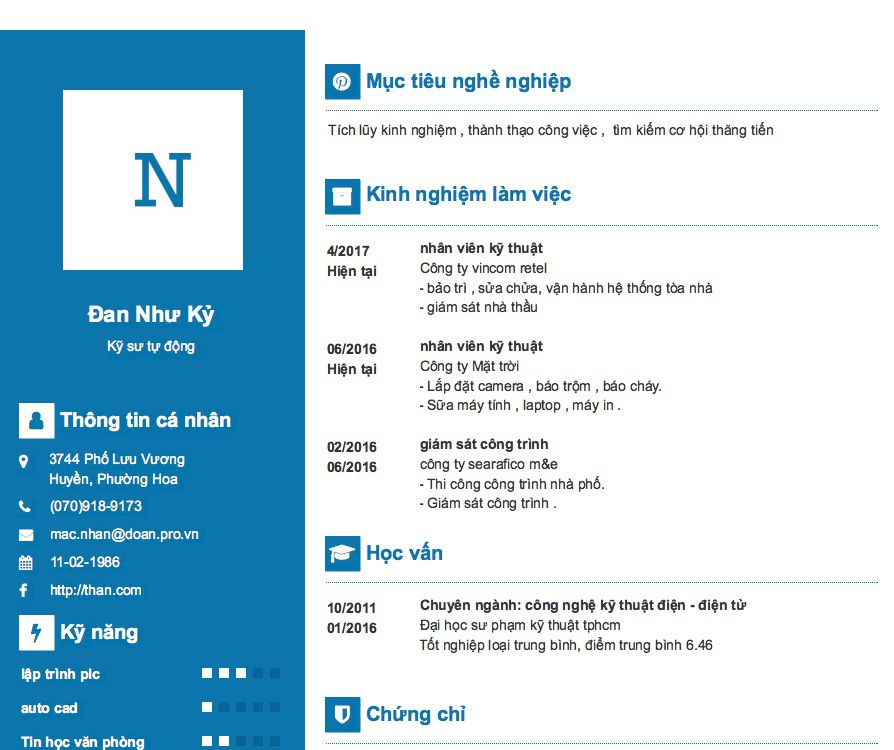 N
Đan Như Kỷ
Kỹ sư tự động
Thông tin cá nhân
3744 Phố Lưu Vương
Huyền, Phường Hoa
(070)918-9173
mac.nhan@doan.pro.vn
11-02-1986
http://than.com
Kỹ năng
lập trình plc
auto cad
Tin học văn phòng
Mục tiêu nghề nghiệp
Tích lũy kinh nghiệm , thành thạo công việc , tìm kiếm cơ hội thăng tiến
Kinh nghiệm làm việc
4/2017
Hiện tại
nhân viên kỹ thuật
Công ty vincom retel
- bảo trì , sửa chửa, vận hành hệ thống tòa nhà
- giám sát nhà thầu
06/2016
Hiện tại
nhân viên kỹ thuật
Công ty Mặt trời
- Lắp đặt camera , báo trộm , báo cháy.
- Sữa máy tính , laptop , máy in .
02/2016
06/2016
giám sát công trình
công ty searafico m&e
- Thi công công trình nhà phố.
- Giám sát công trình .
Học vấn
10/2011
01/2016
Chuyên ngành: công nghệ kỹ thuật điện - điện tử
Đại học sư phạm kỹ thuật tphcm
Tốt nghiệp loại trung bình, điểm trung bình 6.46
Chứng chỉ